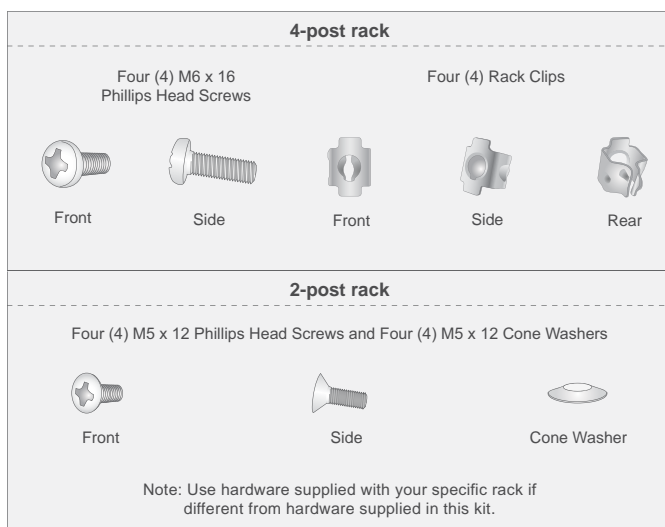 4-post rack
Four (4) M6 x 16
Phillips Head Screws
Four (4) Rack Clips
Front
Side
Front
Side
Rear
2-post rack
Four (4) M5 x 12 Phillips Head Screws and Four (4) M5 x 12 Cone Washers
Front
Side
Cone Washer
Note: Use hardware supplied with your specific rack if
different from hardware supplied in this kit.